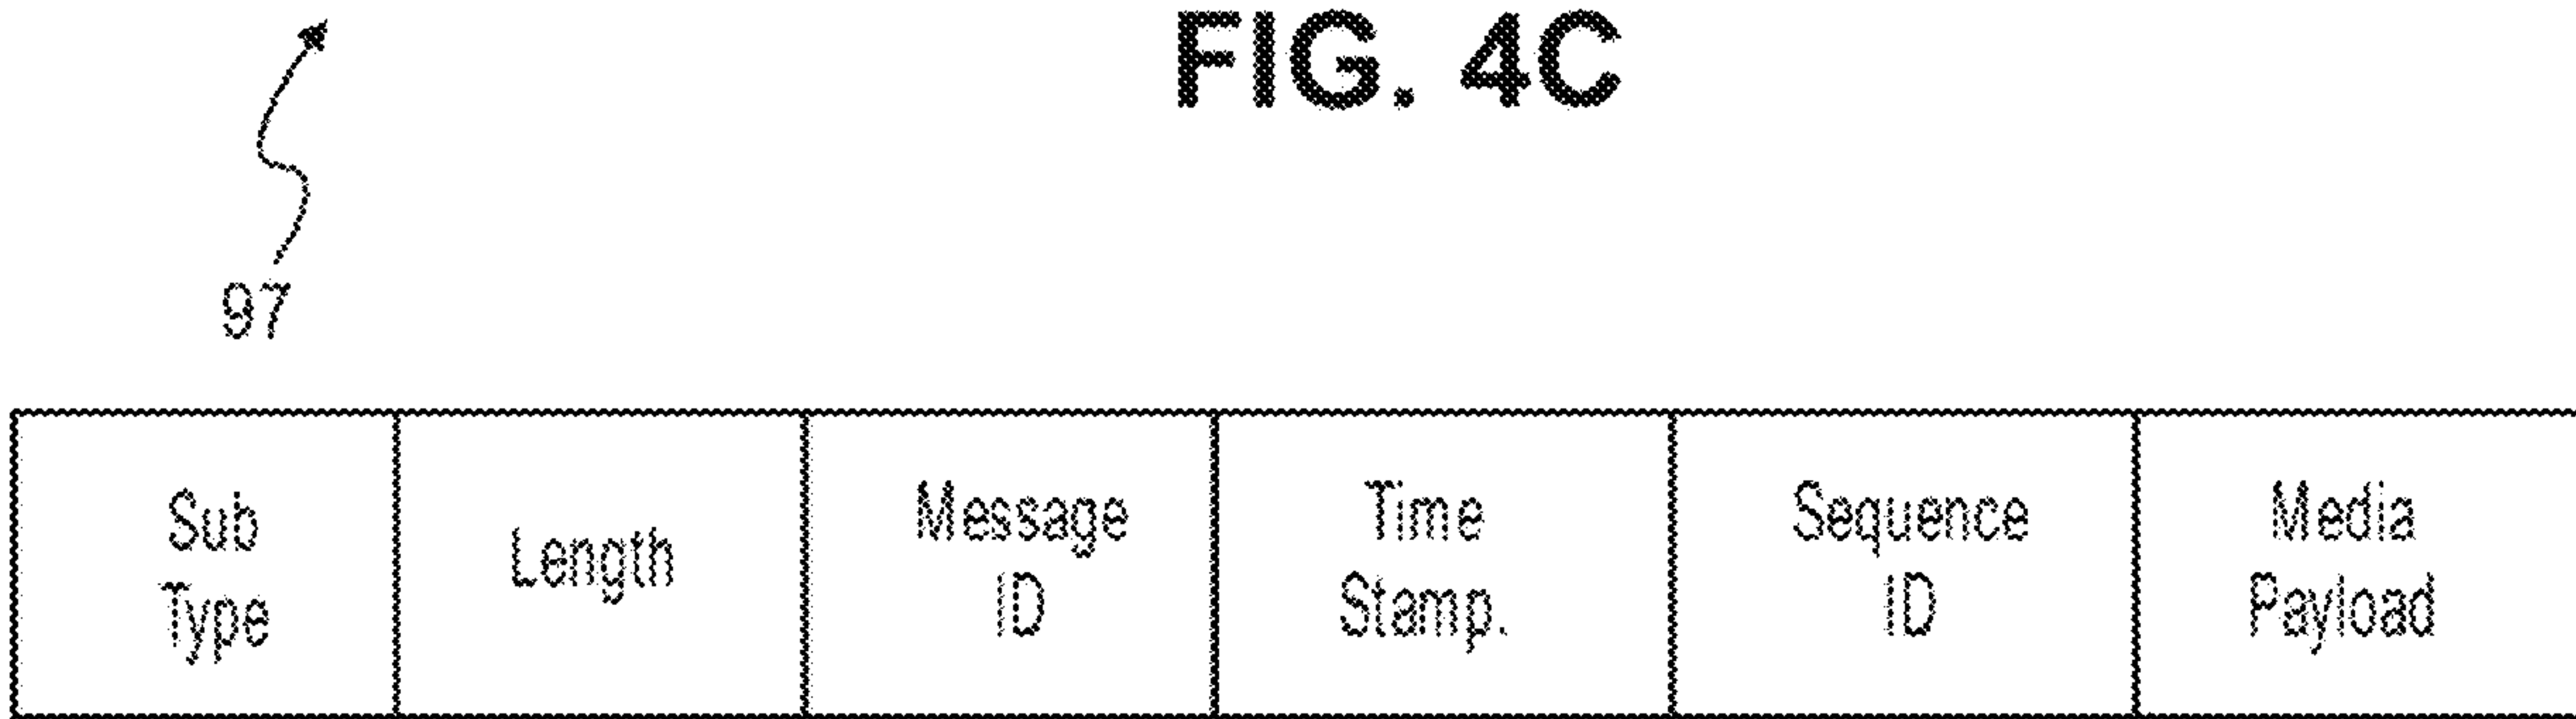 FIG. 4C
97
Sub
Type
Length
Message
ID
Time
Stamp.
Sequence
ID
Media
Payload